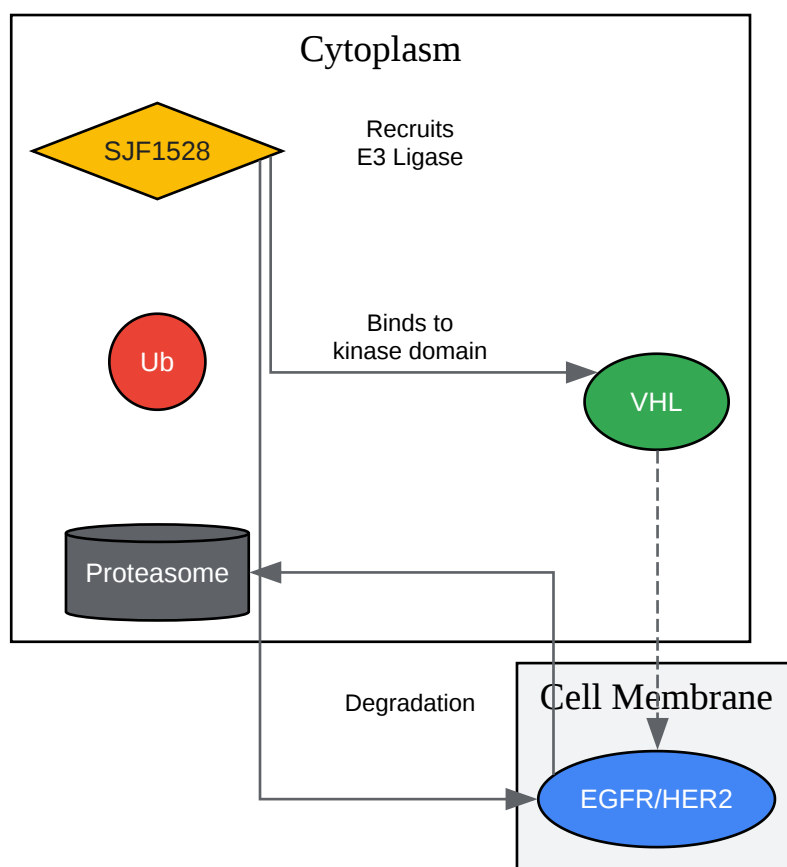 Cytoplasm
SJF1528
Recruits
E3 Ligase
Ub
Binds to
kinase domain
VHL
Proteasome
Degradation
Cell Membrane
EGFR/HER2